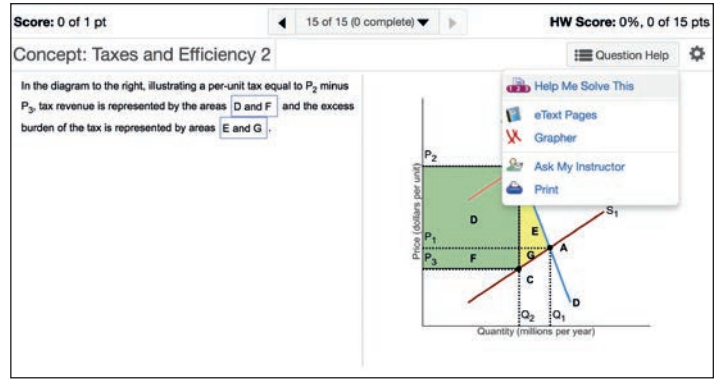 Score: 0 of 1 pt
15 of 15 (0 complete)
HW Score: 0%, 0 of 15 pts
Concept: Taxes and Efficiency 2
Question Help
In the diagram to the right, illustrating a per-unit tax equal to P2 minus
P3, tax revenue is represented by the areas D and F and the excess
burden of the tax is represented by areas E and G.
Help Me Solve This
eText Pages
Grapher
Ask My Instructor
Print
Price (dollars per unit)
P2
D
S1
P1
E
A
P3
F
G
C
D
Q2
Q1
Quantity (millions per year)